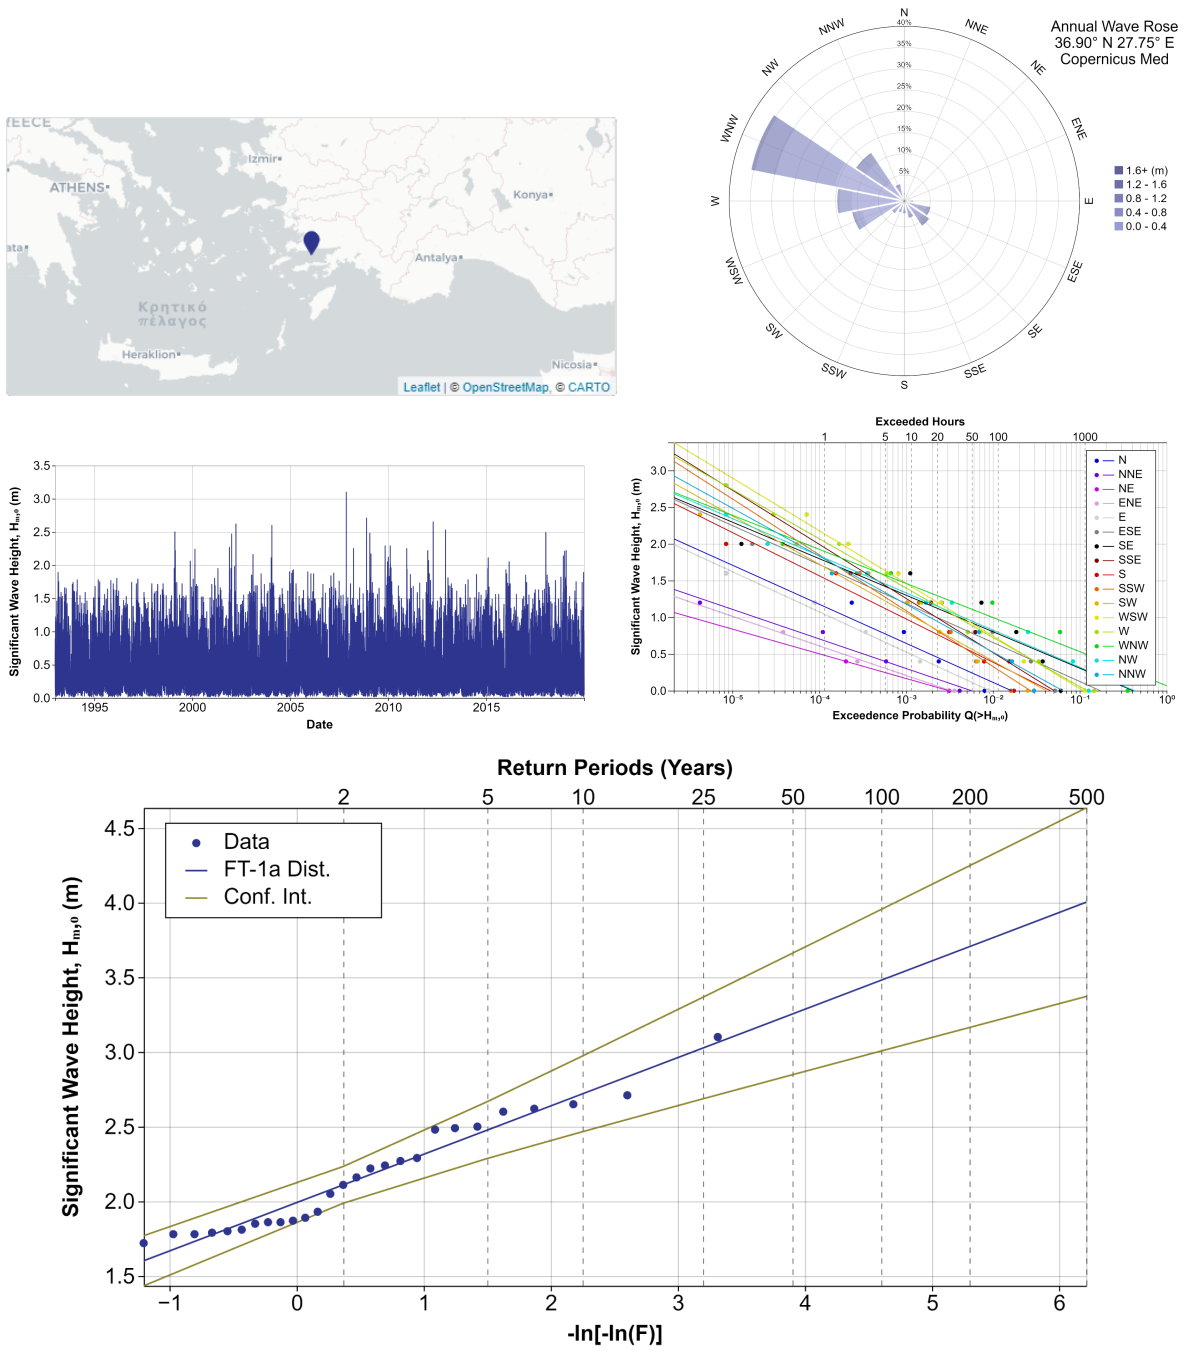 REECE
ATHENS
Izmir
Konya
ata
Antalya
Κρητικό
πέλαγος
Heraklion
Nicosia
Leaflet | © OpenStreetMap, © CARTO
Annual Wave Rose
36.90° N 27.75° E
Copernicus Med
N
NNE
NE
ENE
E
ESE
SE
SSE
S
SSW
SW
WSW
W
WNW
NW
NNW
40%
35%
30%
25%
20%
15%
10%
5%
1.6+ (m)
1.2 - 1.6
0.8 - 1.2
0.4 - 0.8
0.0 - 0.4
Significant Wave Height, Hm,0 (m)
3.5
3.0
2.5
2.0
1.5
1.0
0.5
0.0
1995 2000 2005 2010 2015
Date
Exceeded Hours
1 5 10 20 50 100 1000
Significant Wave Height, Hm,0 (m)
3.0
2.5
2.0
1.5
1.0
0.5
0.0
10⁻⁵ 10⁻⁴ 10⁻³ 10⁻² 10⁻¹ 10⁰
Exceedence Probability Q(>Hm,0)
N
NNE
NE
ENE
E
ESE
SE
SSE
S
SSW
SW
WSW
W
WNW
NW
NNW
Return Periods (Years)
2 5 10 25 50 100 200 500
Data
FT-1a Dist.
Conf. Int.
Significant Wave Height, Hm,0 (m)
4.5
4.0
3.5
3.0
2.5
2.0
1.5
−1 0 1 2 3 4 5 6
-ln[-ln(F)]